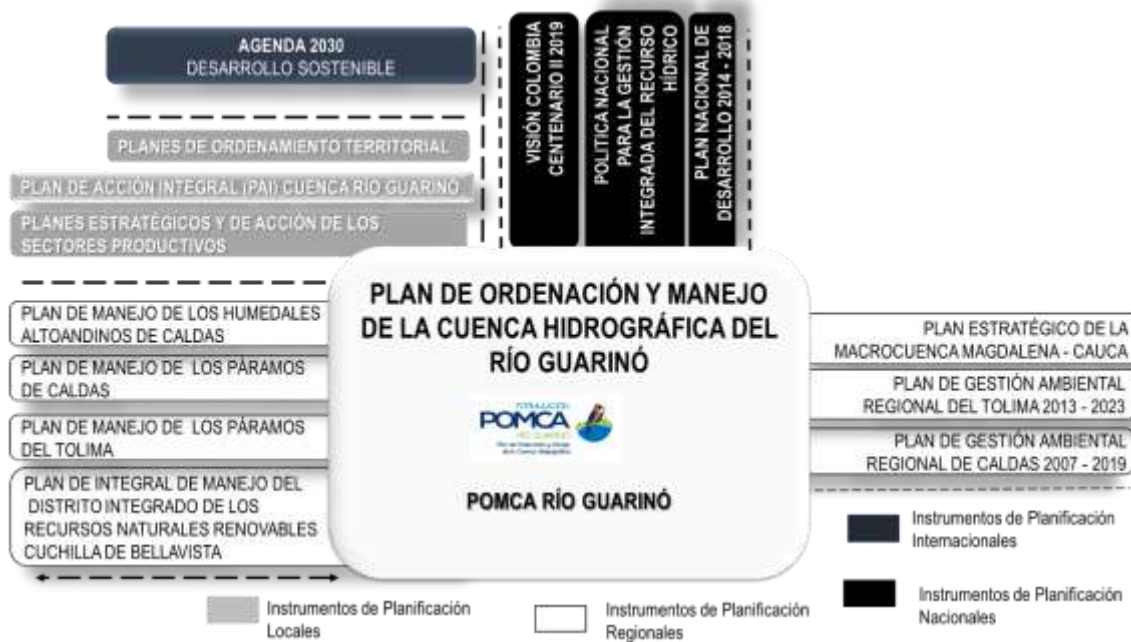 AGENDA 2030
DESARROLLO SOSTENIBLE
PLANES DE ORDENAMIENTO TERRITORIAL
PLAN DE ACCIÓN INTEGRAL (PAI) CUENCA RÍO GUARINÓ
PLANES ESTRATÉGICOS Y DE ACCIÓN DE LOS
SECTORES PRODUCTIVOS
VISIÓN COLOMBIA
CENTENARIO II 2019
POLITICA NACIONAL
PARA LA GESTIÓN
INTEGRADA DEL RECURSO
HÍDRICO
PLAN NACIONAL DE
DESARROLLO 2014 - 2018
PLAN DE MANEJO DE LOS HUMEDALES
ALTOANDINOS DE CALDAS
PLAN DE MANEJO DE LOS PÁRAMOS
DE CALDAS
PLAN DE MANEJO DE LOS PÁRAMOS
DEL TOLIMA
PLAN DE INTEGRAL DE MANEJO DEL
DISTRITO INTEGRADO DE LOS
RECURSOS NATURALES RENOVABLES
CUCHILLA DE BELLAVISTA
PLAN DE ORDENACIÓN Y MANEJO
DE LA CUENCA HIDROGRÁFICA DEL
RÍO GUARINÓ
POMCA
RÍO GUARINÓ
POMCA RÍO GUARINÓ
PLAN ESTRATÉGICO DE LA
MACROCUENCA MAGDALENA - CAUCA
PLAN DE GESTIÓN AMBIENTAL
REGIONAL DEL TOLIMA 2013 - 2023
PLAN DE GESTIÓN AMBIENTAL
REGIONAL DE CALDAS 2007 - 2019
Instrumentos de Planificación
Internacionales
Instrumentos de Planificación
Nacionales
Instrumentos de Planificación
Locales
Instrumentos de Planificación
Regionales